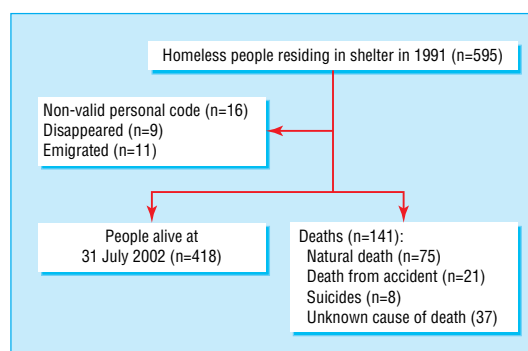 Homeless people residing in shelter in 1991 (n=595)
Non-valid personal code (n=16)
Disappeared (n=9)
Emigrated (n=11)
People alive at
31 July 2002 (n=418)
Deaths (n=141):
Natural death (n=75)
Death from accident (n=21)
Suicides (n=8)
Unknown cause of death (37)